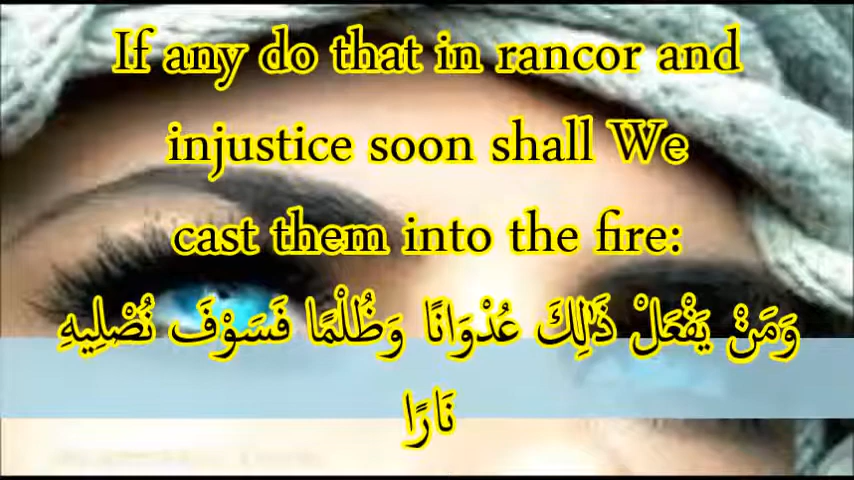 If any do that in rancor and
injustice soon shall We
cast them into the fire:
وَمَنْ يَفْعَلْ ذَٰلِكَ عُدْوَانًا وَظُلْمًا فَسَوْفَ نُصْلِيهِ
نَارًا